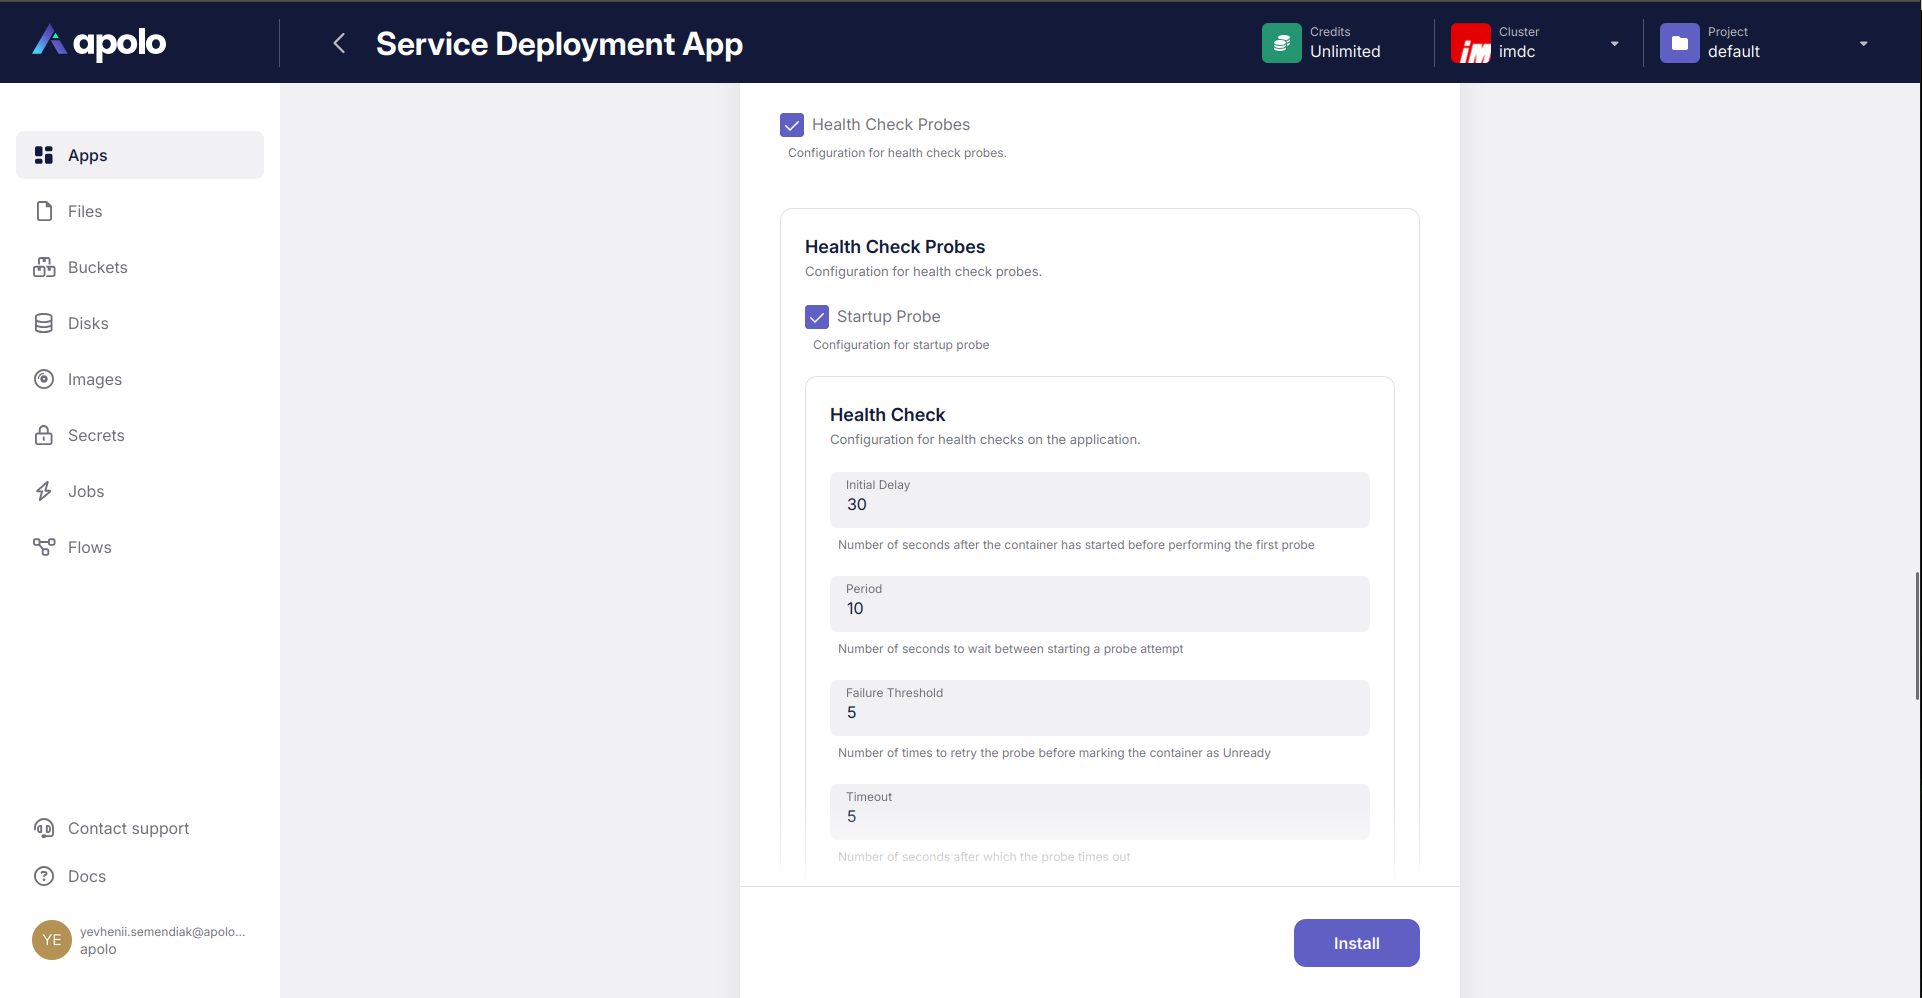 apolo
Service Deployment App
Credits
Unlimited
iM
Cluster
imdc
Project
default
Apps
Files
Buckets
Disks
Images
Secrets
Jobs
Flows
Contact support
Docs
YE
yevhenii.semendiak@apolo...
apolo
Health Check Probes
Configuration for health check probes.
Health Check Probes
Configuration for health check probes.
Startup Probe
Configuration for startup probe
Health Check
Configuration for health checks on the application.
Initial Delay
30
Number of seconds after the container has started before performing the first probe
Period
10
Number of seconds to wait between starting a probe attempt
Failure Threshold
5
Number of times to retry the probe before marking the container as Unready
Timeout
5
Number of seconds after which the probe times out
Install